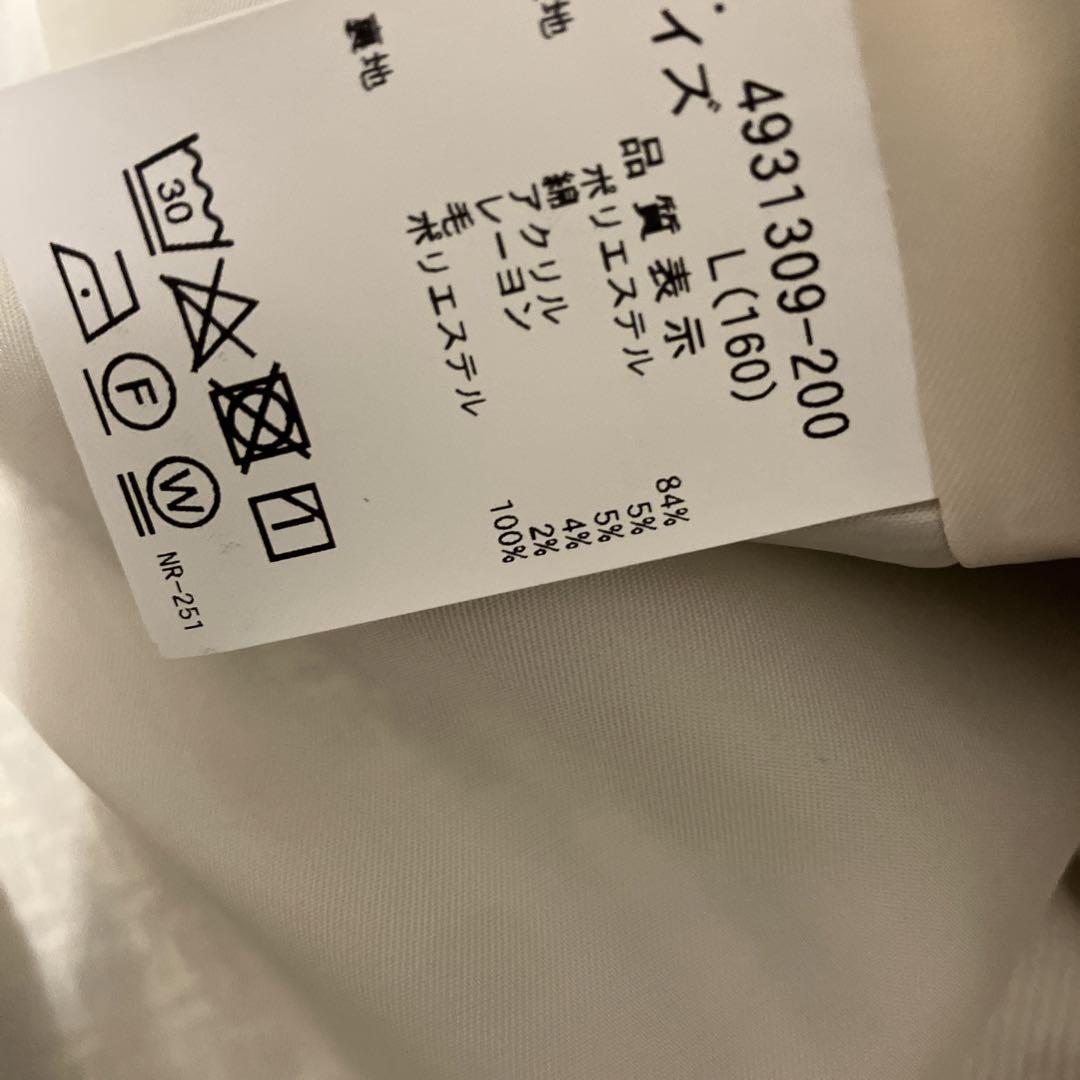 4931309-200
イズ L(160)
品質表示
地 ポリエステル 84%
綿 5%
アクリル 5%
レーヨン 4%
毛 2%
裏地 ポリエステル 100%
30
F
W
NR-251